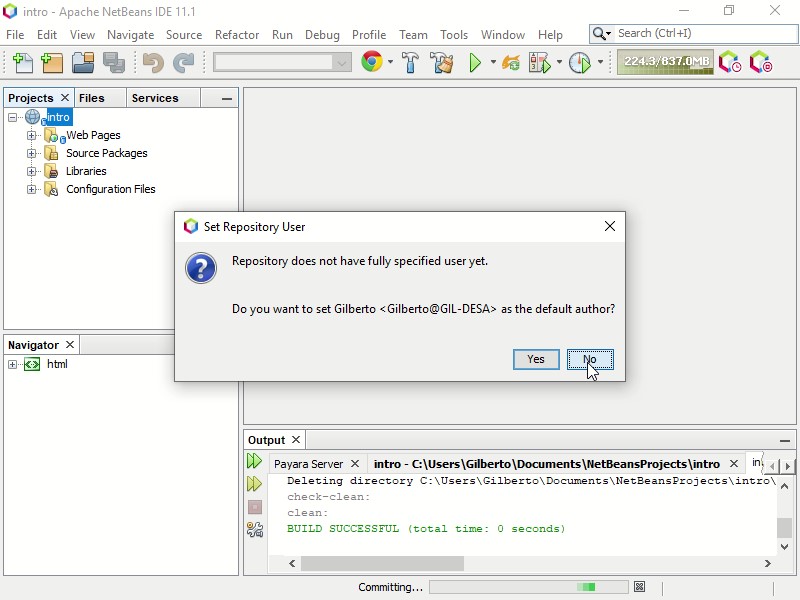 intro - Apache NetBeans IDE 11.1
File Edit View Navigate Source Refactor Run Debug Profile Team Tools Window Help
Search (Ctrl+I)
224.3/637.0MB
Projects Files Services
intro
Web Pages
Source Packages
Libraries
Configuration Files
Set Repository User
Repository does not have fully specified user yet.
Do you want to set Gilberto <Gilberto@GIL-DESA> as the default author?
Yes No
Navigator
html
Output
Payara Server intro - C:\Users\Gilberto\Documents\NetBeansProjects\intro in
Deleting directory C:\Users\Gilberto\Documents\NetBeansProjects\intro\
check-clean:
clean:
BUILD SUCCESSFUL (total time: 0 seconds)
Committing...